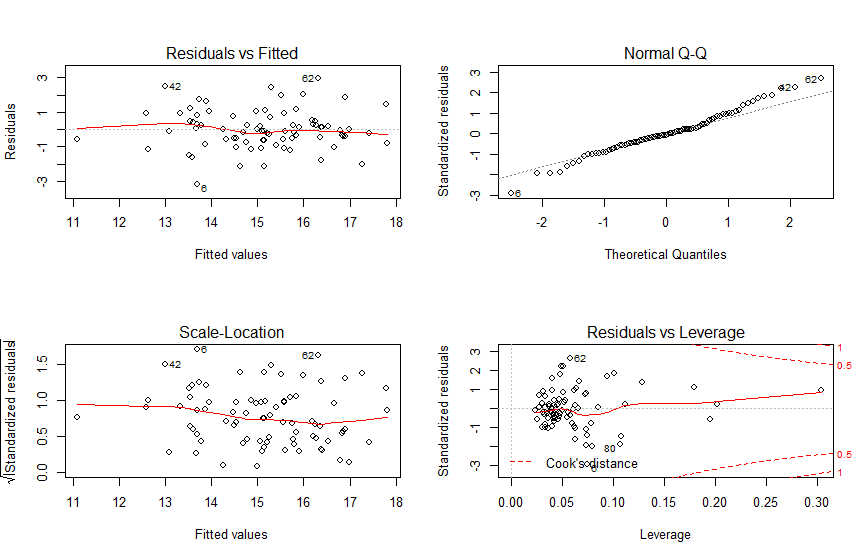 Residuals vs Fitted
Residuals
3
1
-1
-3
42
62
6
11 12 13 14 15 16 17 18
Fitted values
Normal Q-Q
Standardized residuals
3
2
1
0
-1
-3
42
62
6
-2 -1 0 1 2
Theoretical Quantiles
Scale-Location
√|Standardized residuals|
1.5
1.0
0.5
0.0
42
6
62
11 12 13 14 15 16 17 18
Fitted values
Residuals vs Leverage
Standardized residuals
3
2
1
0
-1
-3
62
80
6
Cook's distance
1
0.5
0.5
1
0.00 0.05 0.10 0.15 0.20 0.25 0.30
Leverage